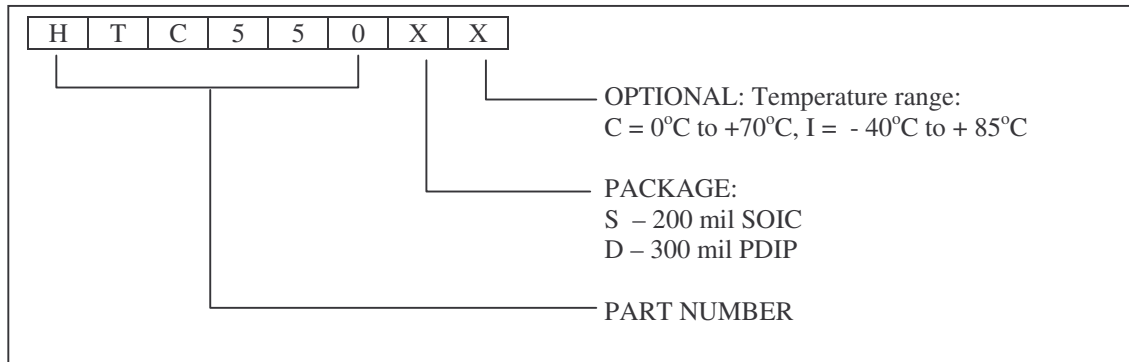 H T C 5 5 0 X X
OPTIONAL: Temperature range:
C = 0°C to +70°C, I = - 40°C to + 85°C
PACKAGE:
S – 200 mil SOIC
D – 300 mil PDIP
PART NUMBER